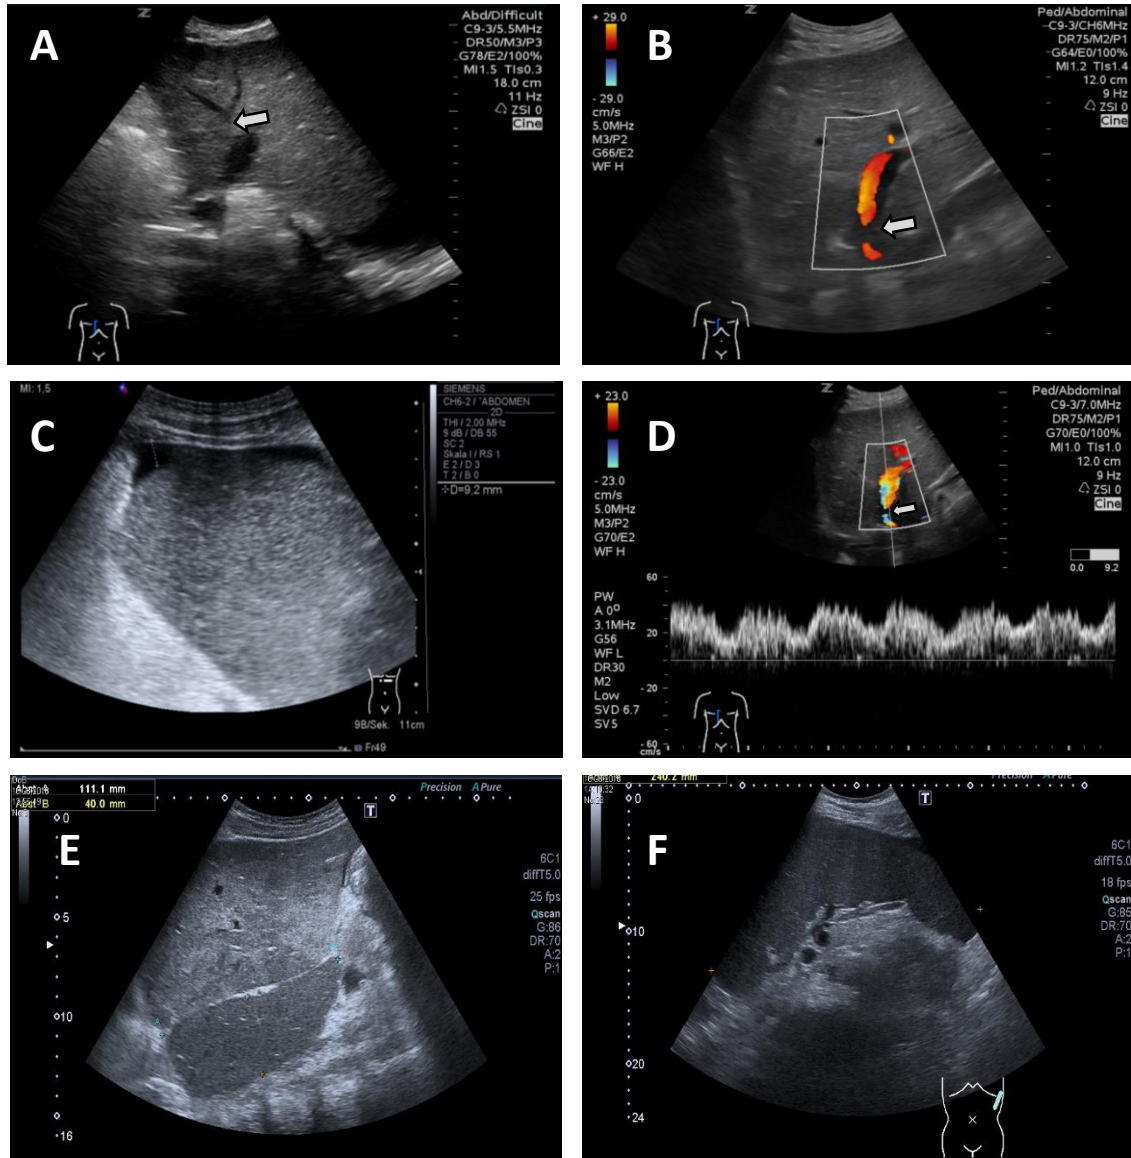 A
Abd/Difficult
C9-3/5.5MHz
DR50/M3/P3
G78/E2/100%
MI1.5 TIs0.3
18.0 cm
11 Hz
ZSI 0
Cine
B
+ 29.0
- 29.0
cm/s
5.0MHz
M3/P2
G66/E2
WF H
Ped/Abdominal
C9-3/CH6MHz
DR75/M2/P1
G64/E0/100%
MI1.2 TIs1.4
12.0 cm
9 Hz
ZSI 0
Cine
C
MI: 1,5
SIEMENS
CH6-2 / *ABDOMEN
2D
THI / 2,00 MHz
9 dB / DB 55
SC 2
Skala I / RS 1
E 2 / D 3
T 2 / B 0
D=9,2 mm
9B/Sek. 11cm
Fr49
D
+ 23.0
- 23.0
cm/s
5.0MHz
M3/P2
G70/E2
WF H
Ped/Abdominal
C9-3/7.0MHz
DR75/M2/P1
G70/E0/100%
MI1.0 TIs1.0
12.0 cm
9 Hz
ZSI 0
Cine
0.0 9.2
PW
A 0º
3.1MHz
G56
WF L
DR30
M2
Low
SVD 6.7
SV5
60
20
-20
-60
cm/s
E
111.1 mm
40.0 mm
Precision APure
T
0
5
10
16
6C1
diffT5.0
25 fps
Qscan
G:86
DR:70
A:2
P:1
F
240.2 mm
Precision APure
T
0
10
20
24
6C1
diffT5.0
18 fps
Qscan
G:85
DR:70
A:2
P:1